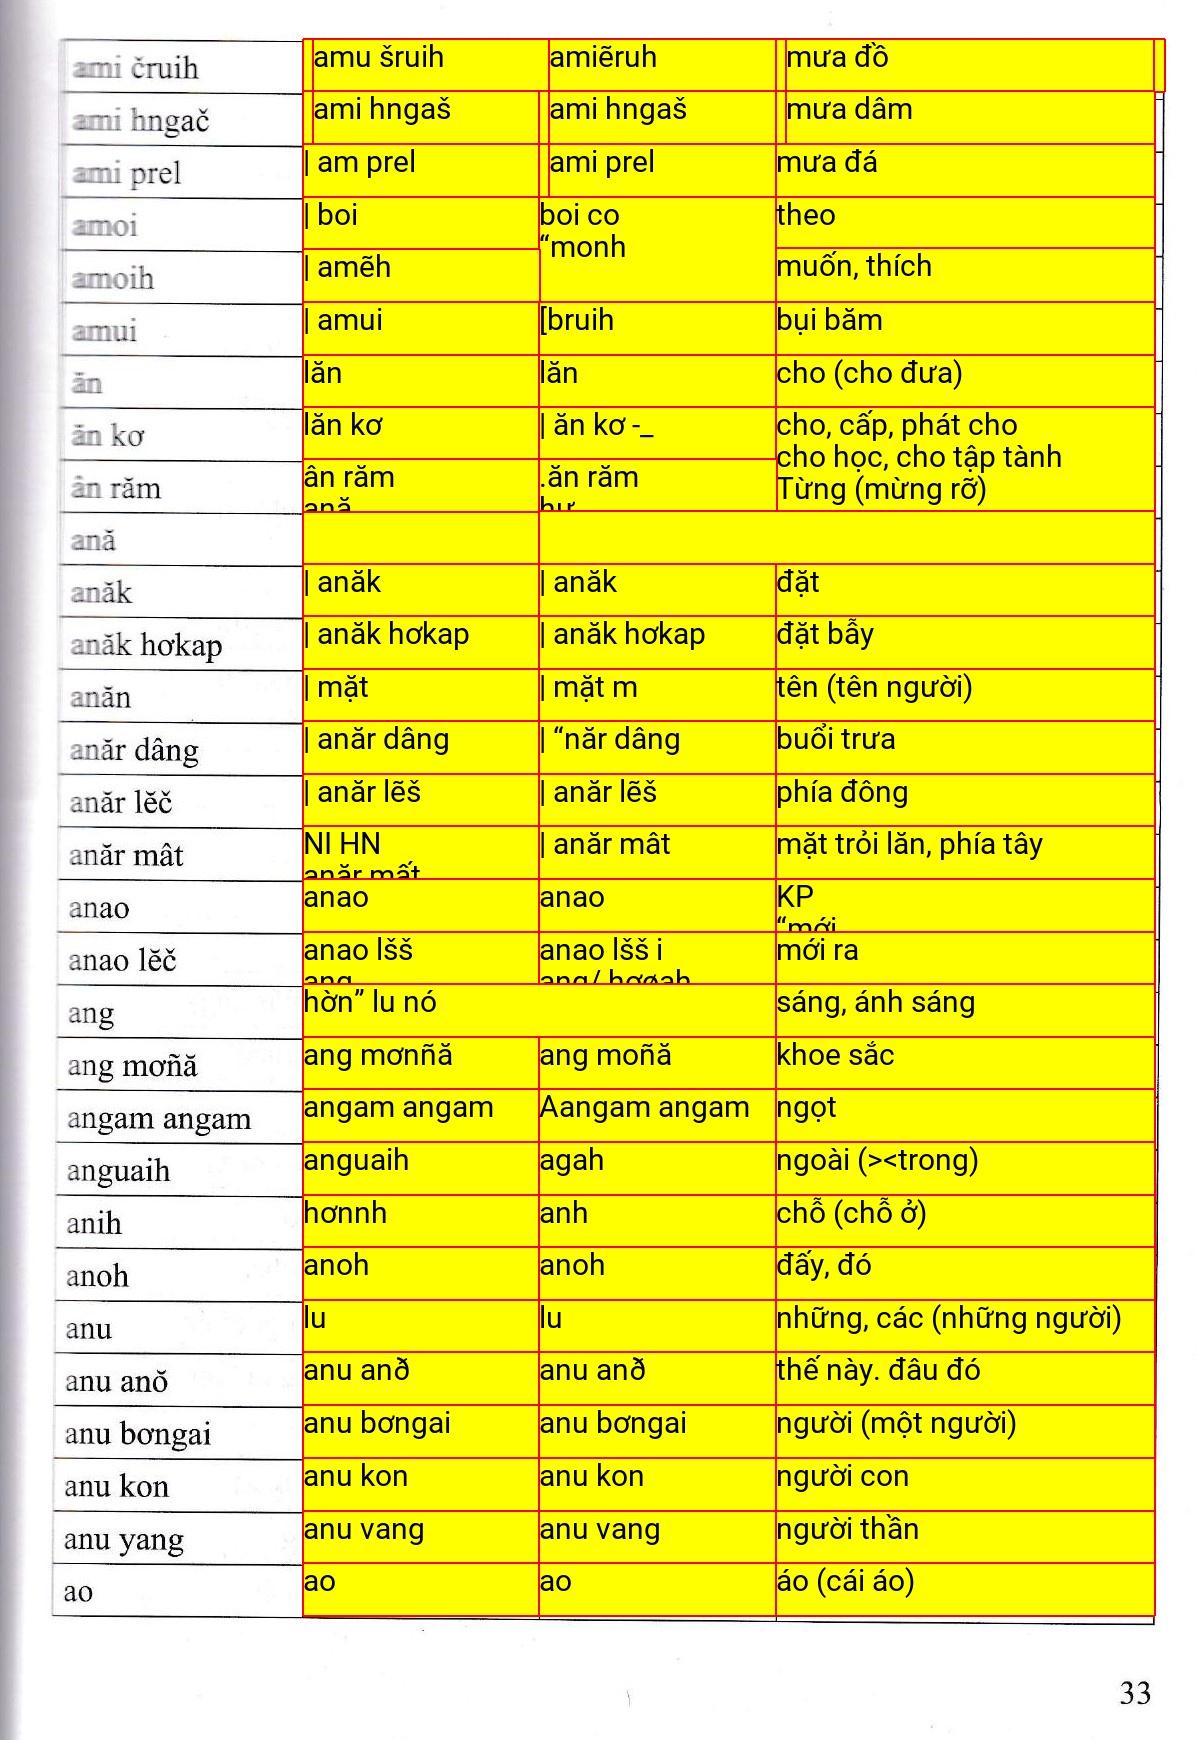 ami čruih amu šruih amiẽruh mưa đồ
ami hngač ami hngaš ami hngaš mưa dâm
ami prel | am prel ami prel mưa đá
amoi | boi boi co theo
“monh
amoih | amẽh muốn, thích
amui | amui [bruih bụi băm
ăn lăn lăn cho (cho đưa)
ăn kơ lăn kơ | ăn kơ -_ cho, cấp, phát cho
cho học, cho tập tành
ăn răm ân răm .ăn răm Từng (mừng rỡ)
ană
anăk | anăk | anăk đặt
anăk hơkap | anăk hơkap | anăk hơkap đặt bẫy
anăn | mặt | mặt m tên (tên người)
anăr dâng | anăr dâng | “năr dâng buổi trưa
anăr lĕč | anăr lẽš | anăr lẽš phía đông
anăr mât NI HN | anăr mât mặt trỏi lăn, phía tây
anăr mất
anao anao anao KP
“mới
anao lĕč anao lšš anao lšš i mới ra
ang ang/ hơøah
ang hờn” lu nó sáng, ánh sáng
ang mơñă ang mơnñă ang moñă khoe sắc
angam angam angam angam Aangam angam ngọt
anguaih anguaih agah ngoài (><trong)
anih hơnnh anh chỗ (chỗ ở)
anoh anoh anoh đấy, đó
anu lu lu những, các (những người)
anu anŏ anu anð anu anð thế này. đâu đó
anu bơngai anu bơngai anu bơngai người (một người)
anu kon anu kon anu kon người con
anu yang anu vang anu vang người thần
ao ao ao áo (cái áo)
33